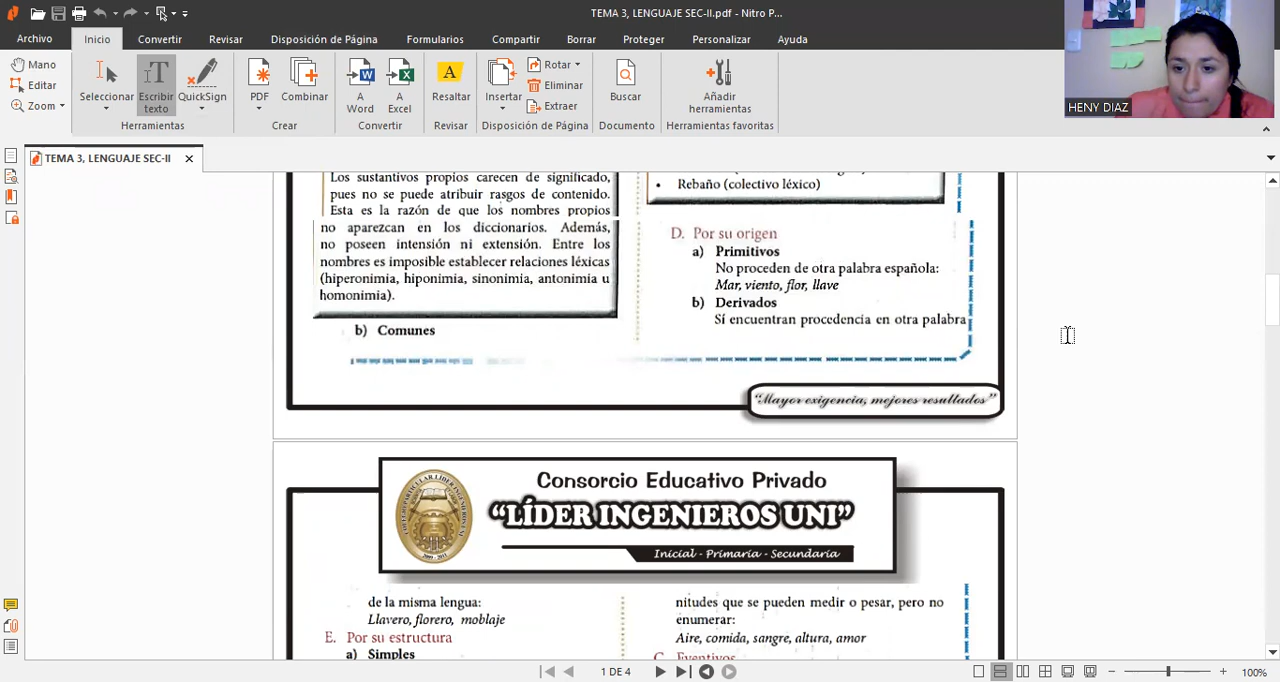 TEMA 3, LENGUAJE SEC-II.pdf - Nitro P...
Archivo
Inicio
Convertir
Revisar
Disposición de Página
Formularios
Compartir
Borrar
Proteger
Personalizar
Ayuda
Mano
Editar
Zoom
Seleccionar
Escribir
texto
QuickSign
Herramientas
PDF
Combinar
Crear
A
Word
A
Excel
Convertir
Resaltar
Revisar
Insertar
Rotar
Eliminar
Extraer
Disposición de Página
Buscar
Documento
Añadir
herramientas
Herramientas favoritas
HENY DIAZ
TEMA 3, LENGUAJE SEC-II
Los sustantivos propios carecen de significado,
pues no se puede atribuir rasgos de contenido.
Esta es la razón de que los nombres propios
no aparezcan en los diccionarios. Además,
no poseen intensión ni extensión. Entre los
nombres es imposible establecer relaciones léxicas
(hiperonimia, hiponimia, sinonimia, antonimia u
homonimia).
b) Comunes
• Rebaño (colectivo léxico)
D. Por su origen
a) Primitivos
No proceden de otra palabra española:
Mar, viento, flor, llave
b) Derivados
Sí encuentran procedencia en otra palabra
"Mayor exigencia, mejores resultados"
Consorcio Educativo Privado
"LÍDER INGENIEROS UNI"
Inicial - Primaria - Secundaria
de la misma lengua:
Llavero, florero, moblaje
E. Por su estructura
a) Simples
nitudes que se pueden medir o pesar, pero no
enumerar:
Aire, comida, sangre, altura, amor
C. Eventivos
1 DE 4
100%